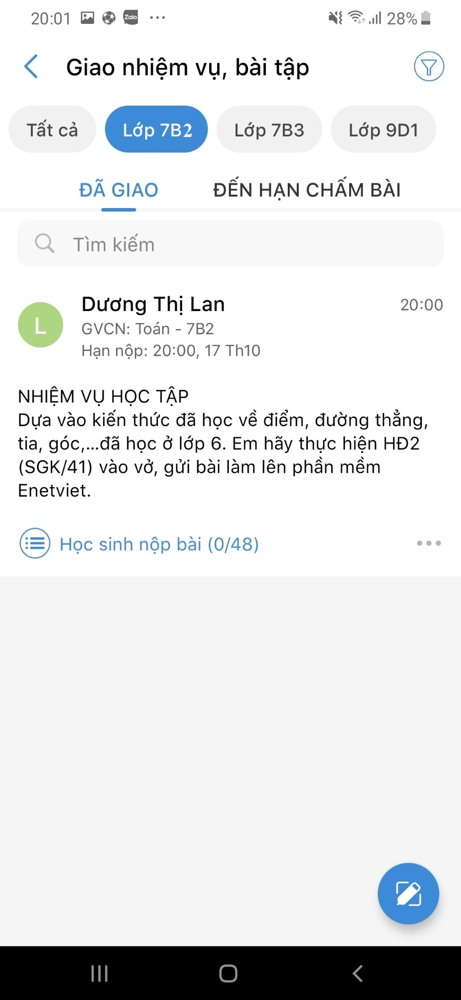 20:01 Zalo 28%
Giao nhiệm vụ, bài tập
Tất cả Lớp 7B2 Lớp 7B3 Lớp 9D1
ĐÃ GIAO ĐẾN HẠN CHẤM BÀI
Tìm kiếm
Dương Thị Lan 20:00
L
GVCN: Toán - 7B2
Hạn nộp: 20:00, 17 Th10
NHIỆM VỤ HỌC TẬP
Dựa vào kiến thức đã học về điểm, đường thẳng,
tia, góc,...đã học ở lớp 6. Em hãy thực hiện HĐ2
(SGK/41) vào vở, gửi bài làm lên phần mềm
Enetviet.
Học sinh nộp bài (0/48)